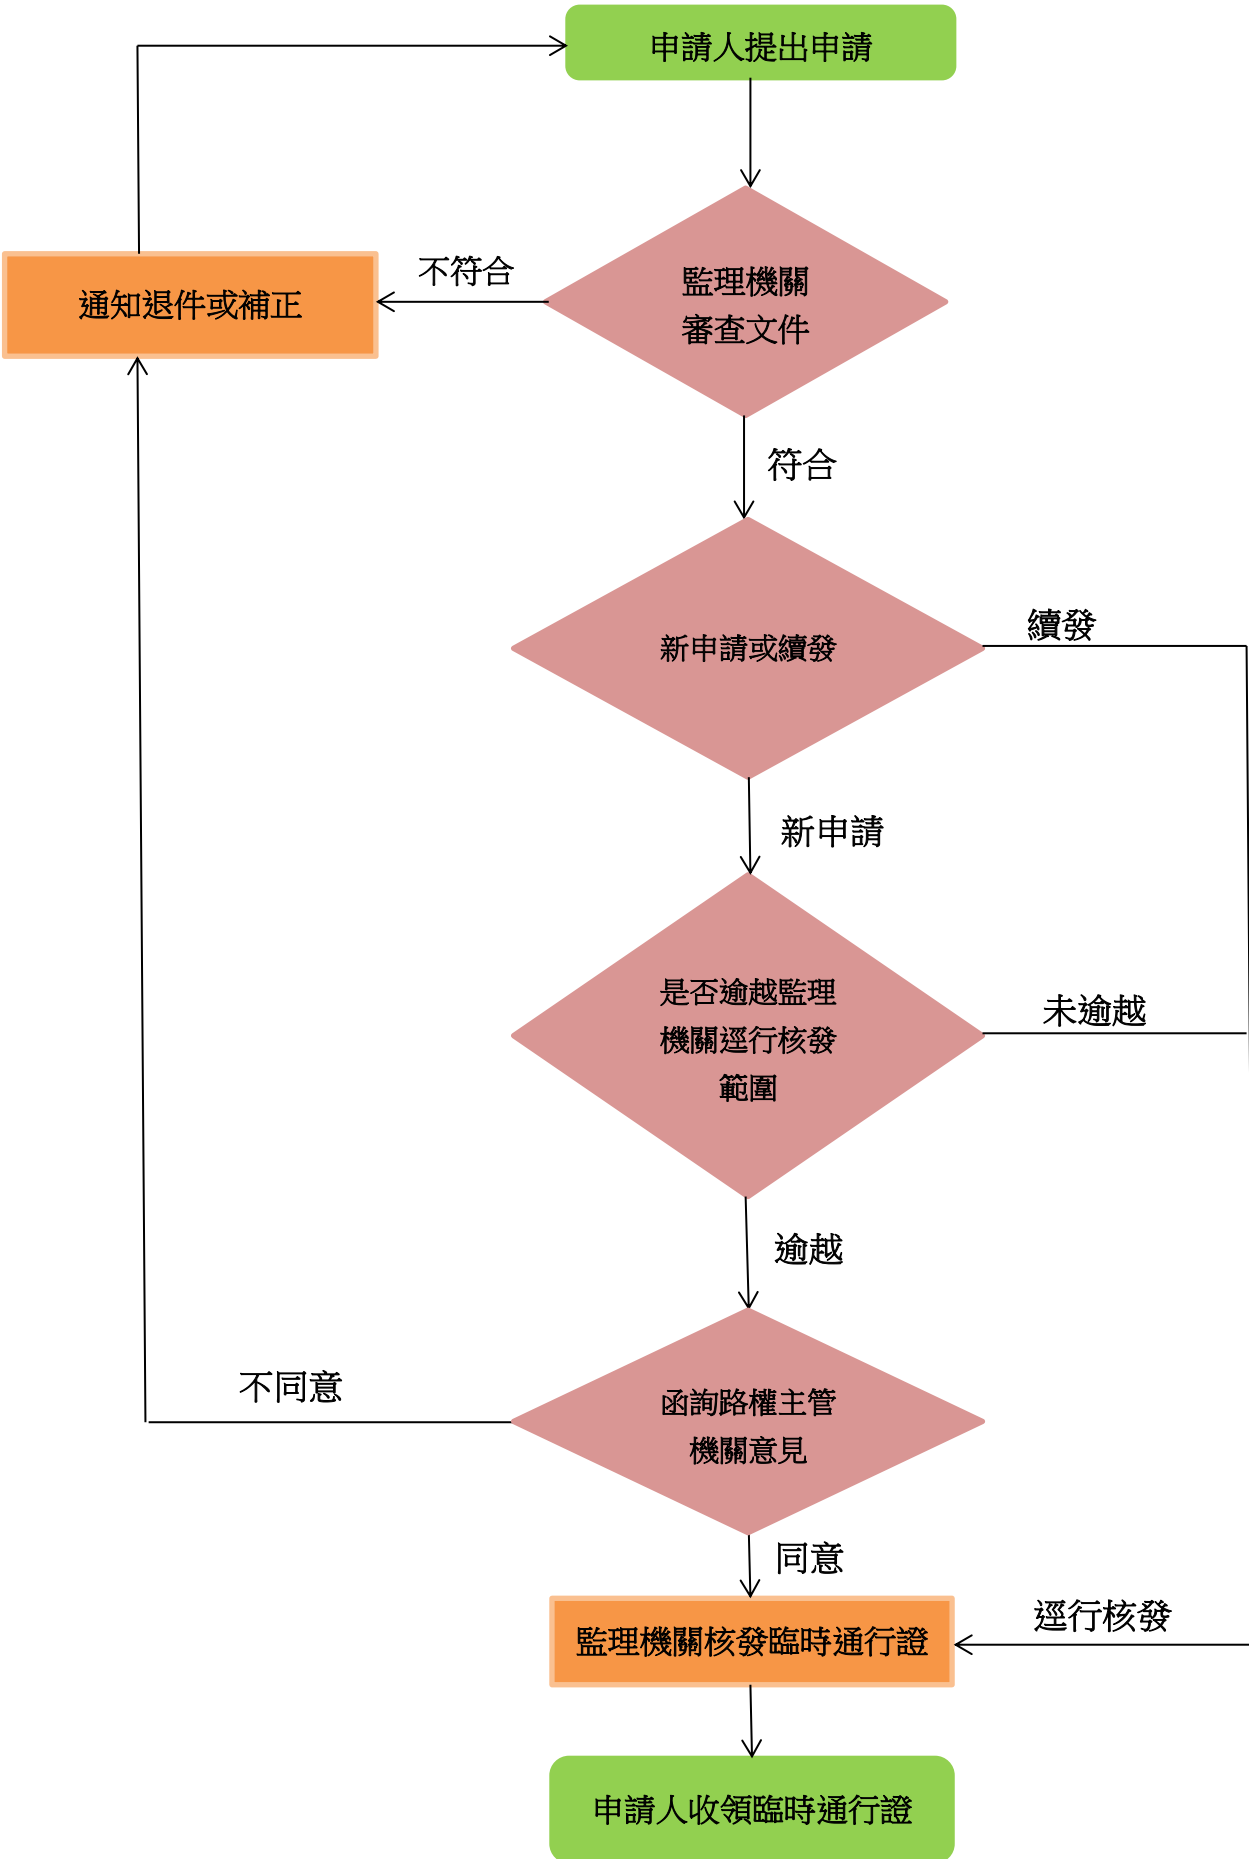 申請人提出申請
不符合
監理機關
審查文件
通知退件或補正
符合
續發
新申請或續發
新申請
是否逾越監理
機關逕行核發
範圍
未逾越
逾越
不同意
函詢路權主管
機關意見
同意
逕行核發
監理機關核發臨時通行證
申請人收領臨時通行證